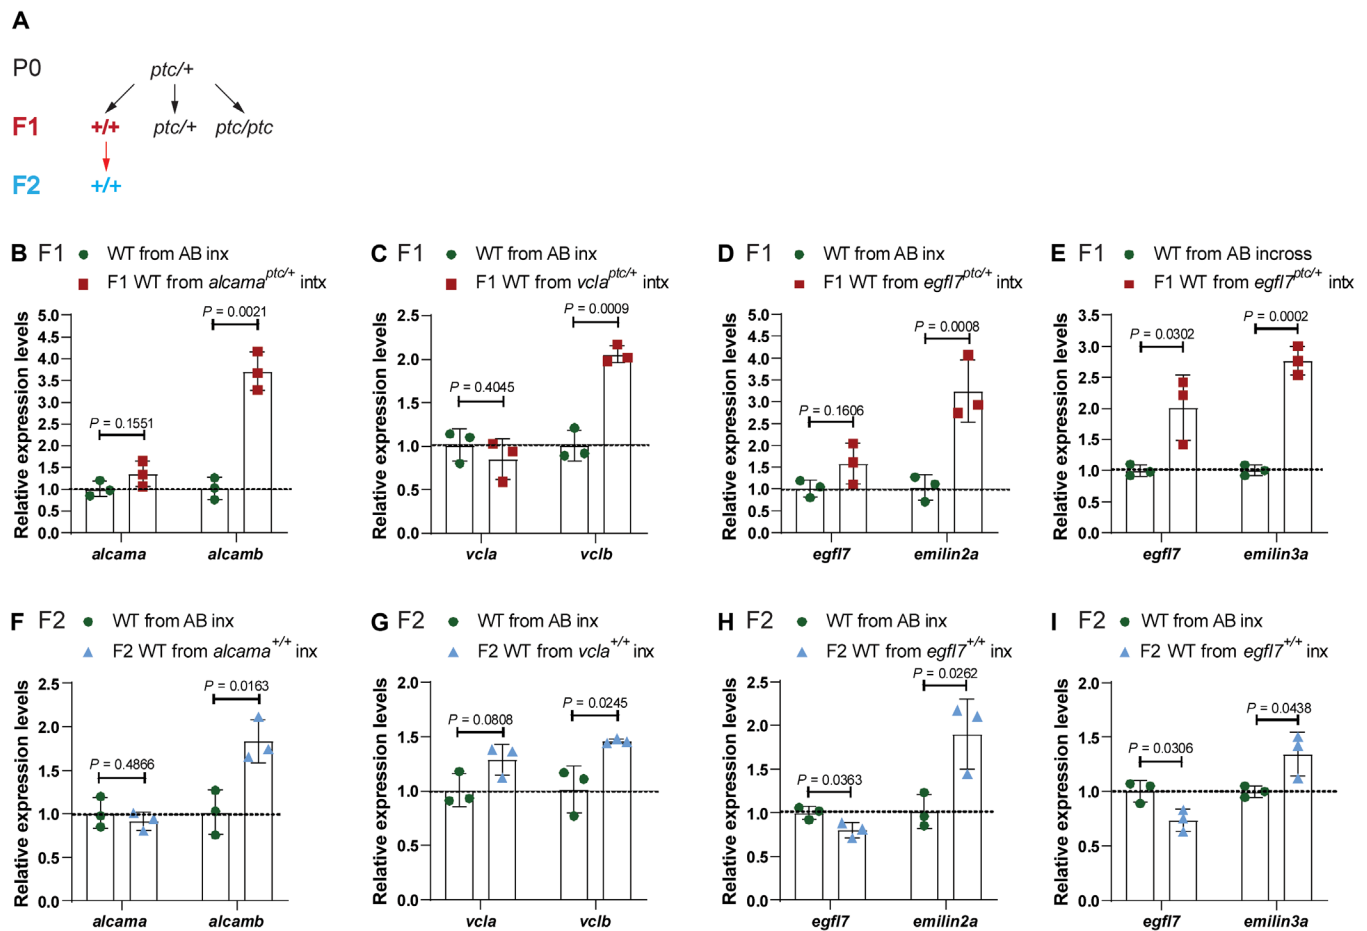 A
P0 ptc/+
F1 +/+ ptc/+ ptc/ptc
F2 +/+
B F1 WT from AB inx
F1 WT from alcama^ptc/+ intx
Relative expression levels
5.0
4.5
4.0
3.5
3.0
2.5
2.0
1.5
1.0
0.5
0.0
P = 0.1551
P = 0.0021
alcama alcamb
C F1 WT from AB inx
F1 WT from vcla^ptc/+ intx
Relative expression levels
2.5
2.0
1.5
1.0
0.5
0.0
P = 0.4045
P = 0.0009
vcla vclb
D F1 WT from AB inx
F1 WT from egfl7^ptc/+ intx
Relative expression levels
5.0
4.5
4.0
3.5
3.0
2.5
2.0
1.5
1.0
0.5
0.0
P = 0.1606
P = 0.0008
egfl7 emilin2a
E F1 WT from AB incross
F1 WT from egfl7^ptc/+ intx
Relative expression levels
3.5
3.0
2.5
2.0
1.5
1.0
0.5
0.0
P = 0.0302
P = 0.0002
egfl7 emilin3a
F F2 WT from AB inx
F2 WT from alcama^+/+ inx
Relative expression levels
2.5
2.0
1.5
1.0
0.5
0.0
P = 0.4866
P = 0.0163
alcama alcamb
G F2 WT from AB inx
F2 WT from vcla^+/+ inx
Relative expression levels
2.0
1.5
1.0
0.5
0.0
P = 0.0808
P = 0.0245
vcla vclb
H F2 WT from AB inx
F2 WT from egfl7^+/+ inx
Relative expression levels
2.5
2.0
1.5
1.0
0.5
0.0
P = 0.0363
P = 0.0262
egfl7 emilin2a
I F2 WT from AB inx
F2 WT from egfl7^+/+ inx
Relative expression levels
2.0
1.5
1.0
0.5
0.0
P = 0.0306
P = 0.0438
egfl7 emilin3a